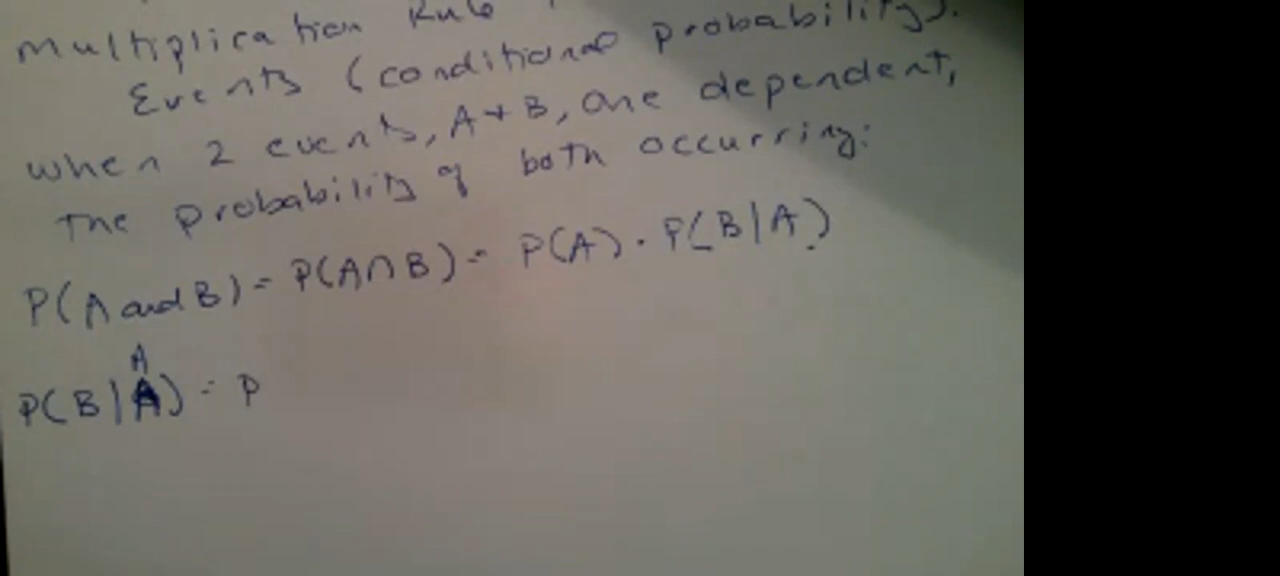 Multiplication Rule
Events (conditional probability).
when 2 events, A + B, are dependent,
The probability of both occurring:
P(A and B) = P(A∩B) = P(A) · P(B|A)
A
P(B|A) = P